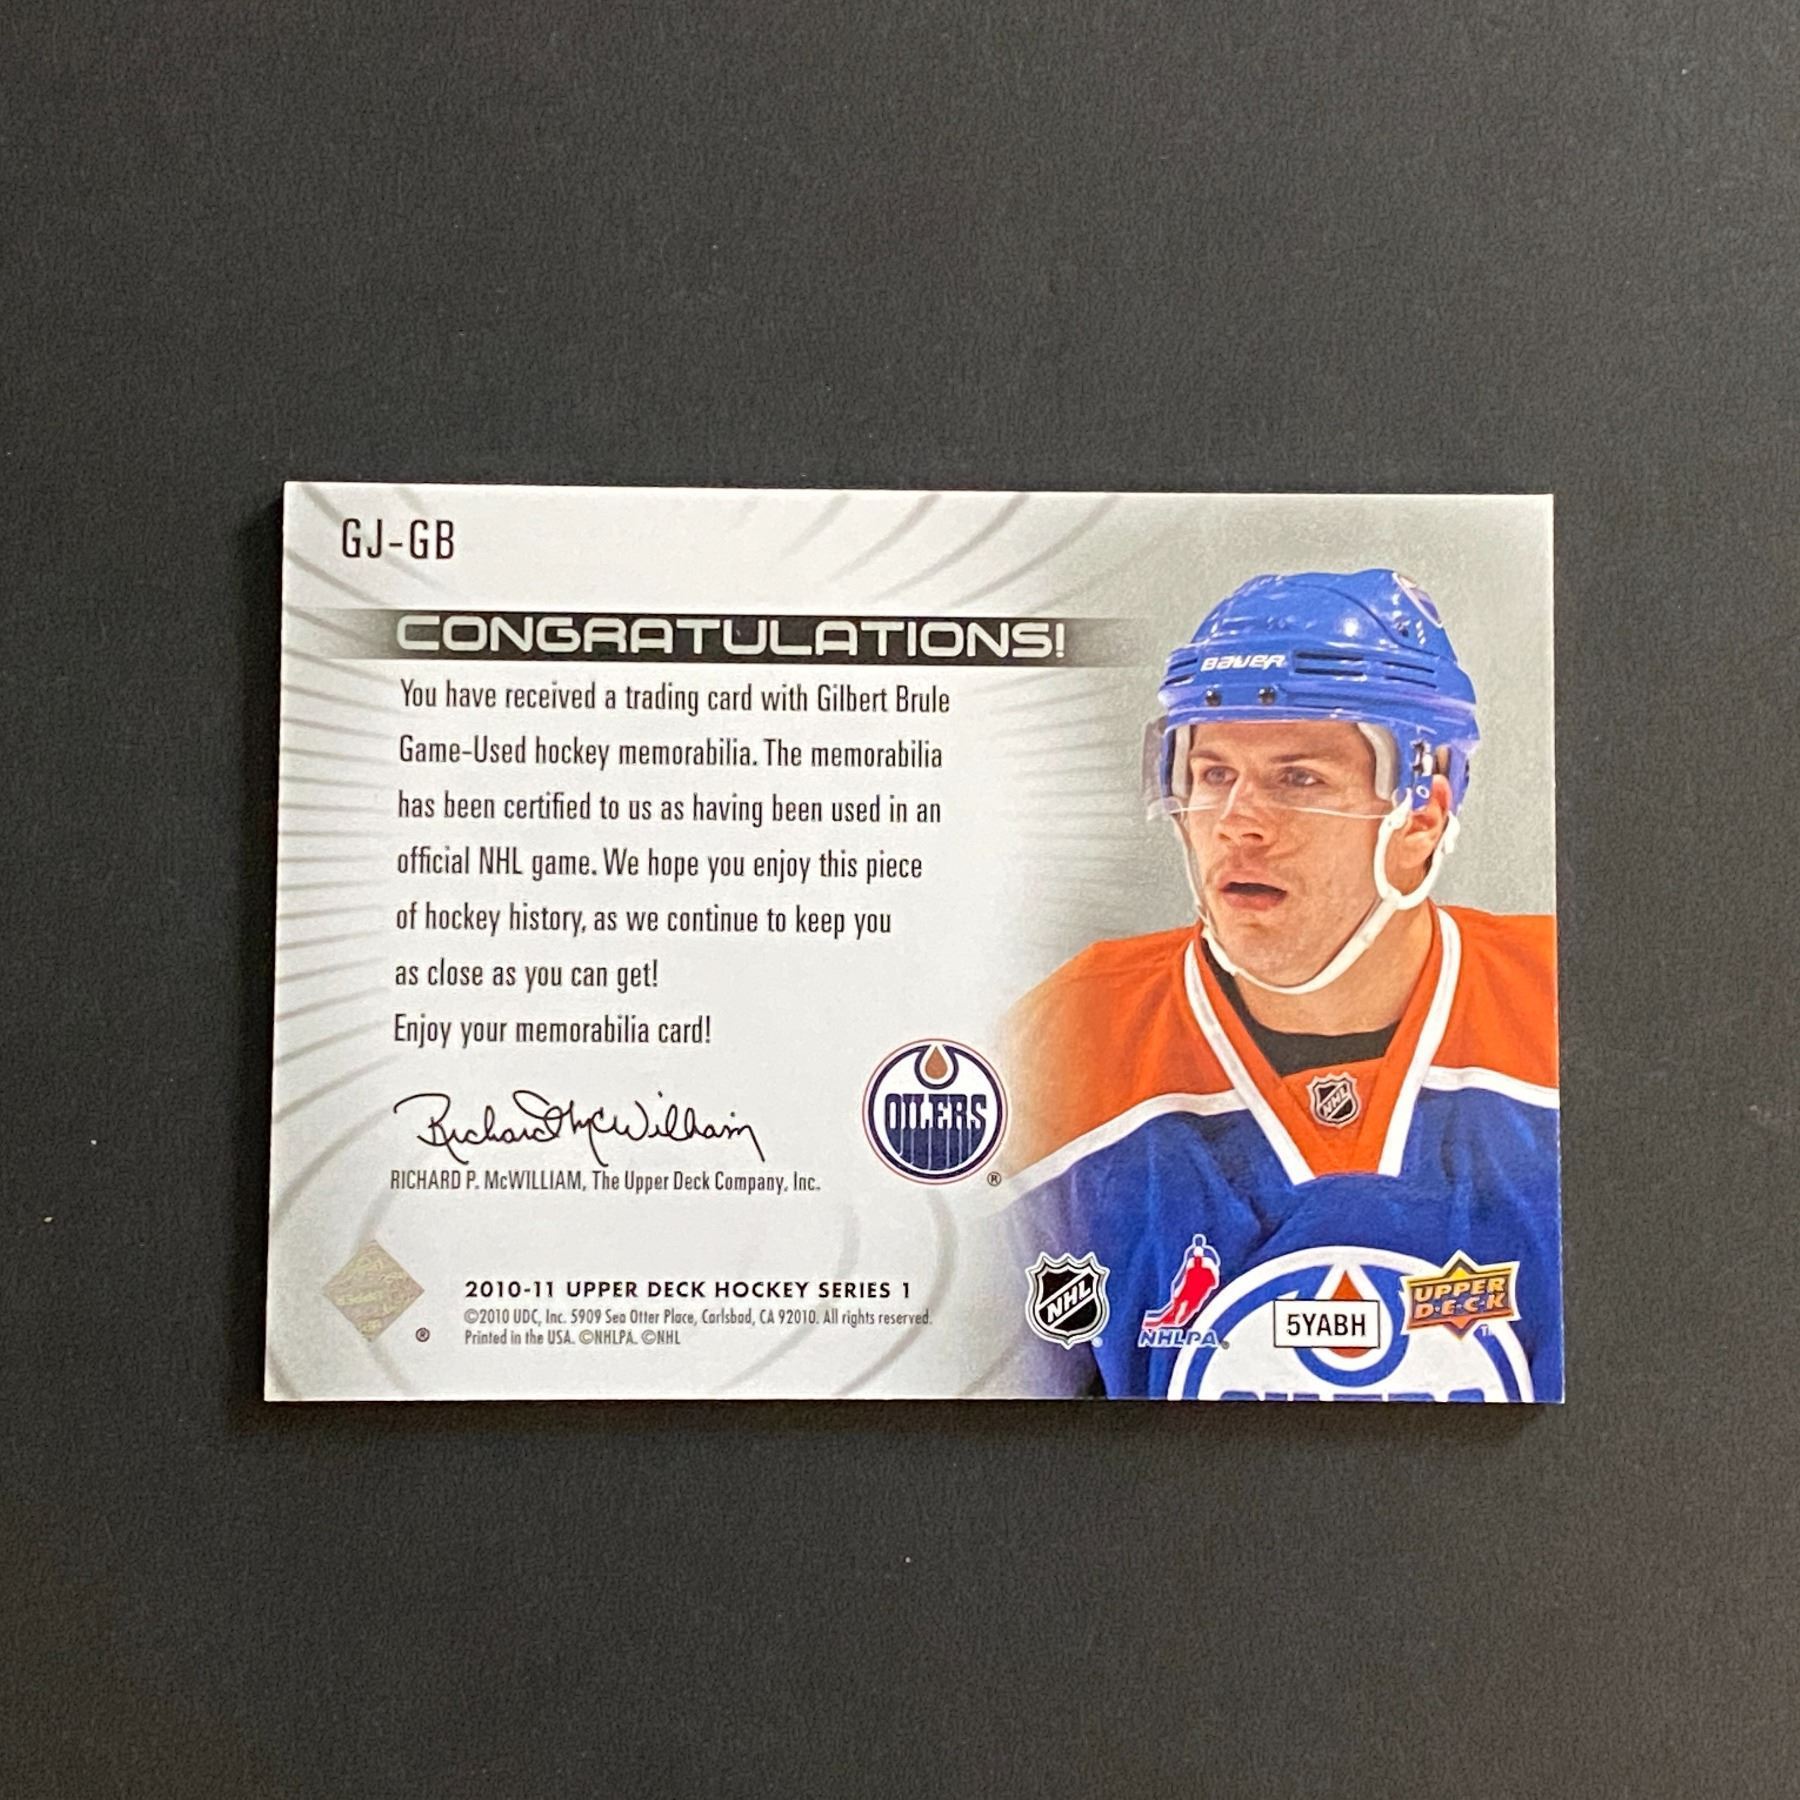 GJ-GB
CONGRATULATIONS!
You have received a trading card with Gilbert Brule
Game-Used hockey memorabilia. The memorabilia
has been certified to us as having been used in an
official NHL game. We hope you enjoy this piece
of hockey history, as we continue to keep you
as close as you can get!
Enjoy your memorabilia card!
Richard McWilliam
RICHARD P. McWILLIAM, The Upper Deck Company, Inc.
OILERS
®
BAUER
NHL
2010-11 UPPER DECK HOCKEY SERIES 1
©2010 UDC, Inc. 5909 Sea Otter Place, Carlsbad, CA 92010. All rights reserved.
Printed in the USA. ©NHLPA. ©NHL
®
NHL
NHLPA
5YABH
UPPER
D·E·C·K